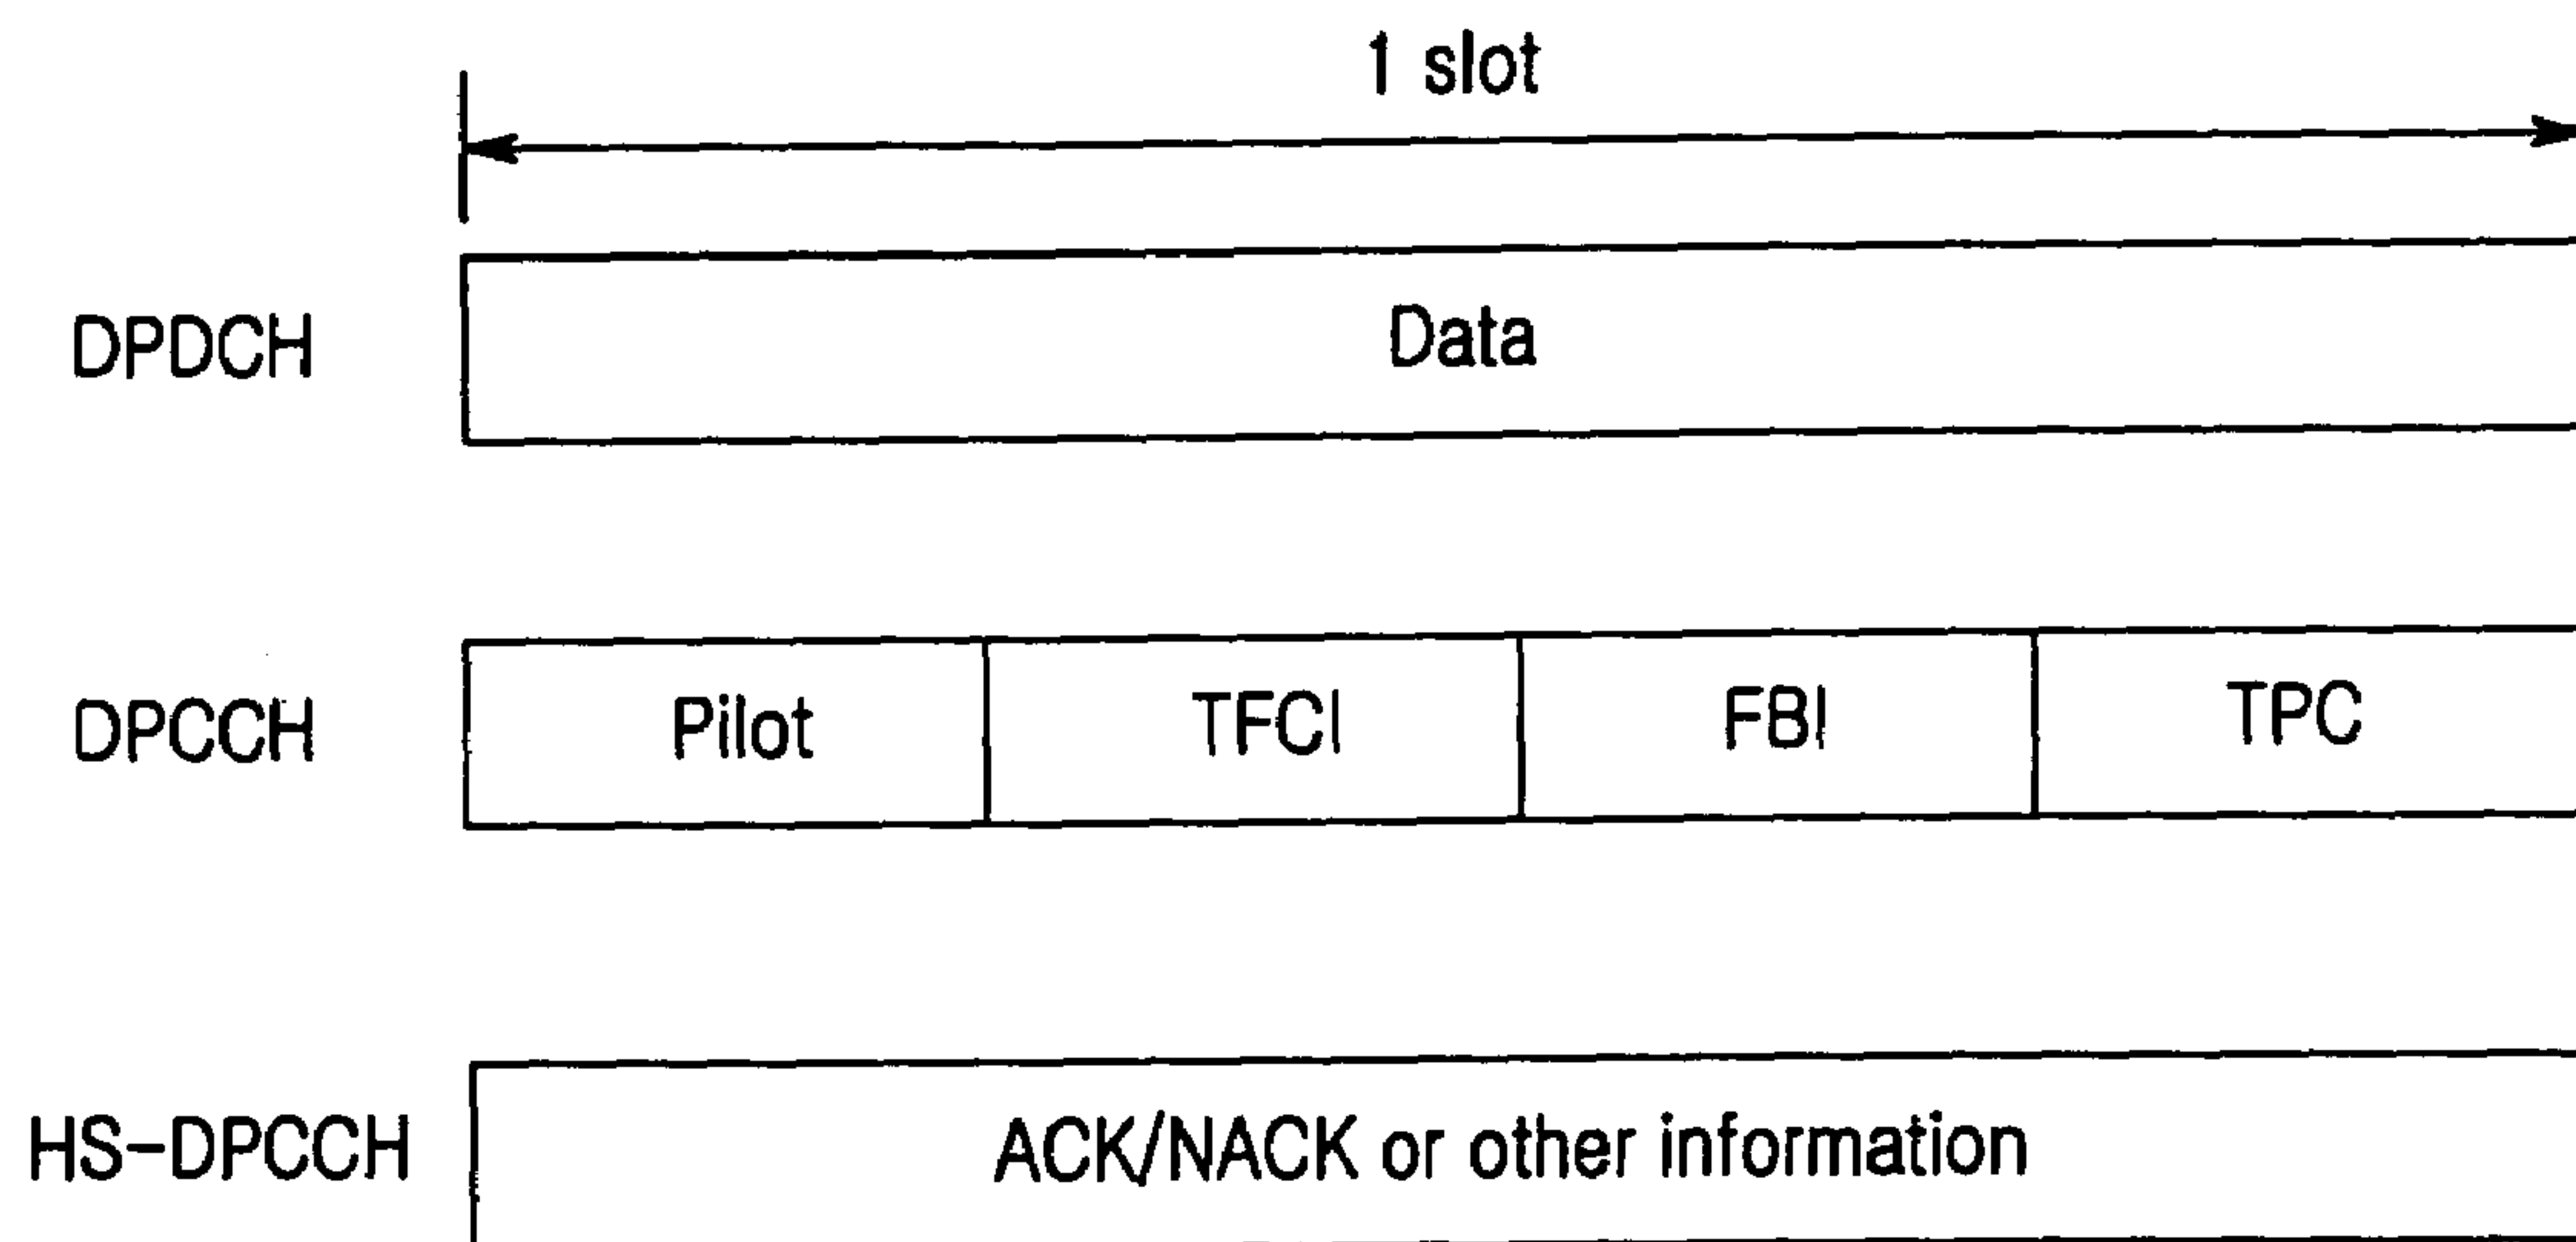 1 slot
DPDCH Data
DPCCH Pilot TFCI FBI TPC
HS-DPCCH ACK/NACK or other information